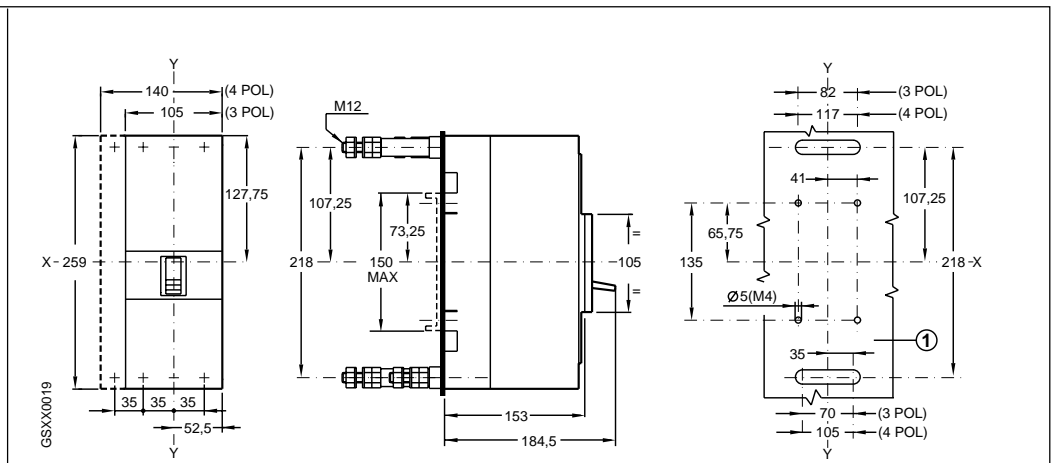 Y
140 (4 POL)
105 (3 POL)
127,75
X 259
35 35 35
52,5
Y
GSXX0019
M12
107,25
218
73,25
150
MAX
105
=
=
153
184,5
Y
82 (3 POL)
117 (4 POL)
41
107,25
65,75
135
218 X
Ø5(M4)
1
35
70 (3 POL)
105 (4 POL)
Y